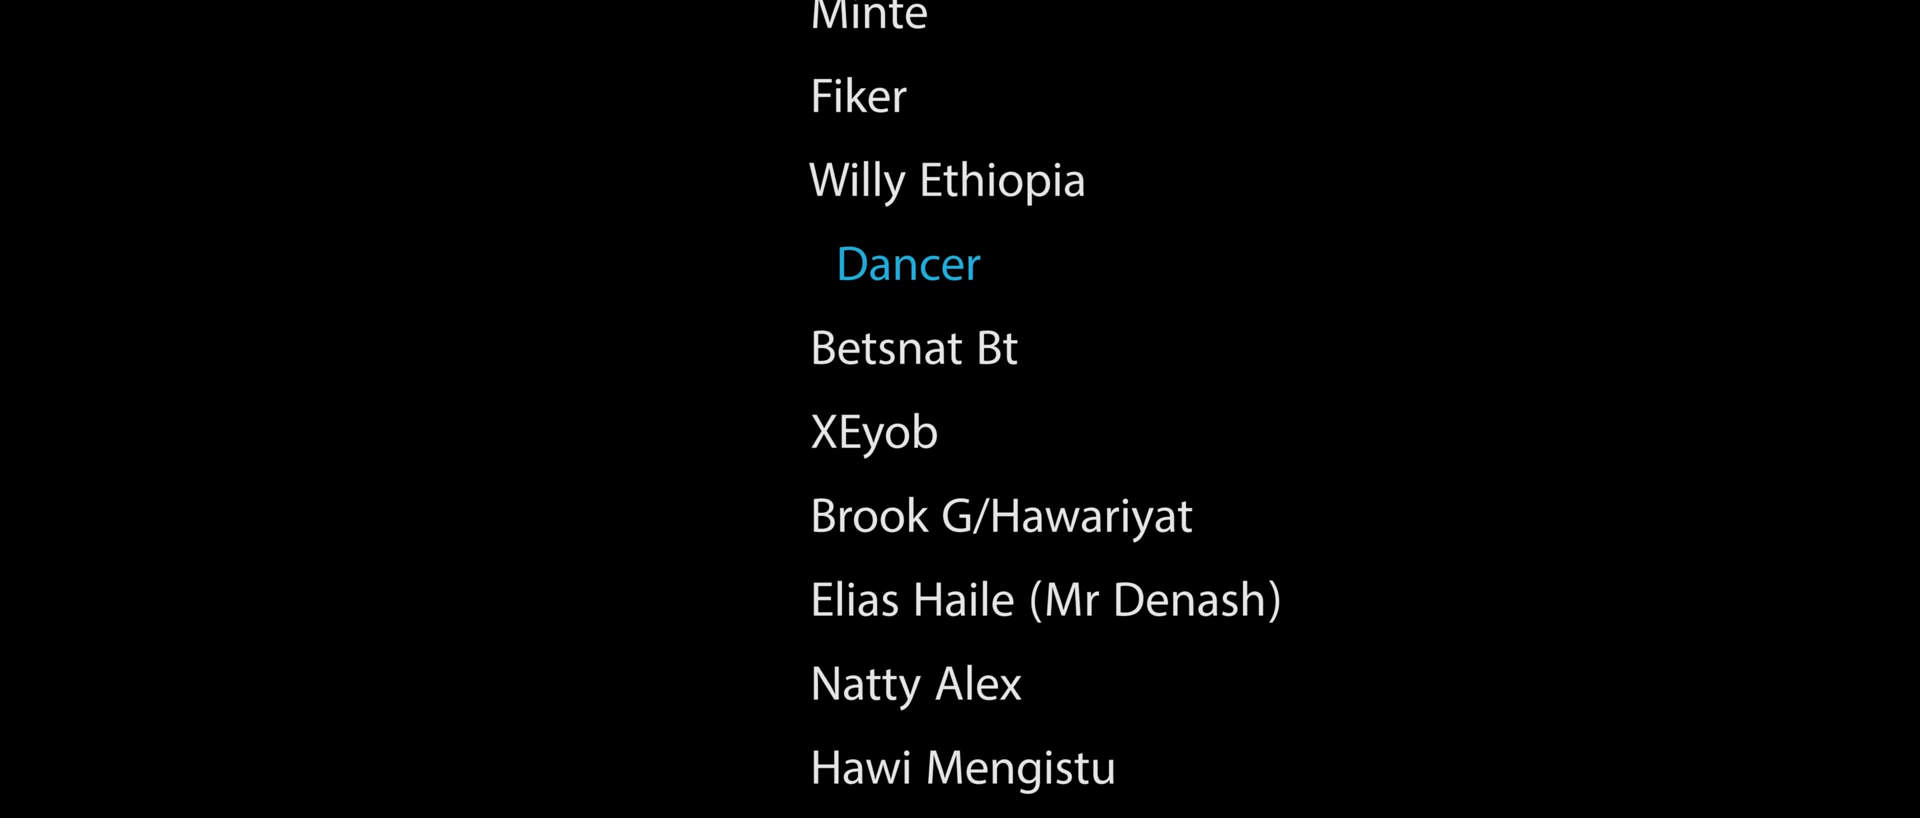 Minte
Fiker
Willy Ethiopia
Dancer
Betsnat Bt
XEyob
Brook G/Hawariyat
Elias Haile (Mr Denash)
Natty Alex
Hawi Mengistu